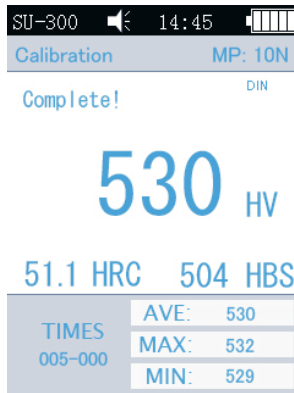 SU-300 14:45
Calibration MP: 10N
DIN
Complete!
530 HV
51.1 HRC 504 HBS
TIMES
005-000
AVE: 530
MAX: 532
MIN: 529